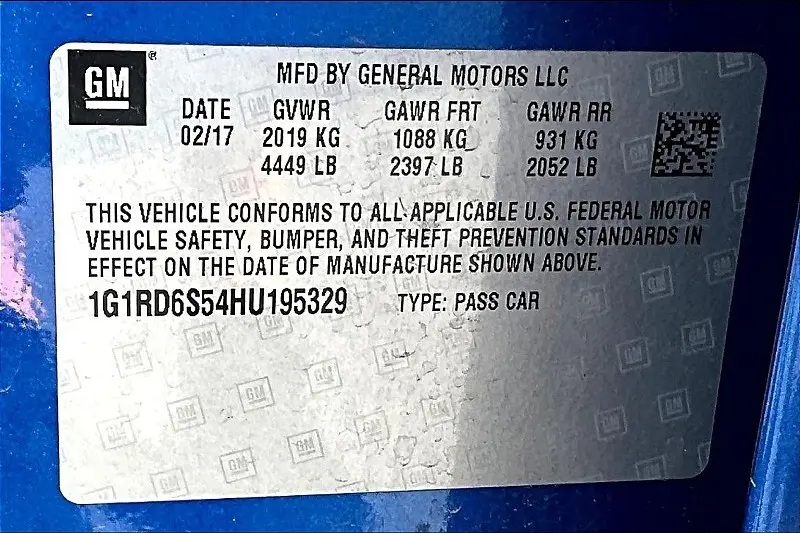 GM ®
MFD BY GENERAL MOTORS LLC
DATE GVWR GAWR FRT GAWR RR
02/17 2019 KG 1088 KG 931 KG
4449 LB 2397 LB 2052 LB
THIS VEHICLE CONFORMS TO ALL APPLICABLE U.S. FEDERAL MOTOR
VEHICLE SAFETY, BUMPER, AND THEFT PREVENTION STANDARDS IN
EFFECT ON THE DATE OF MANUFACTURE SHOWN ABOVE.
1G1RD6S54HU195329 TYPE: PASS CAR